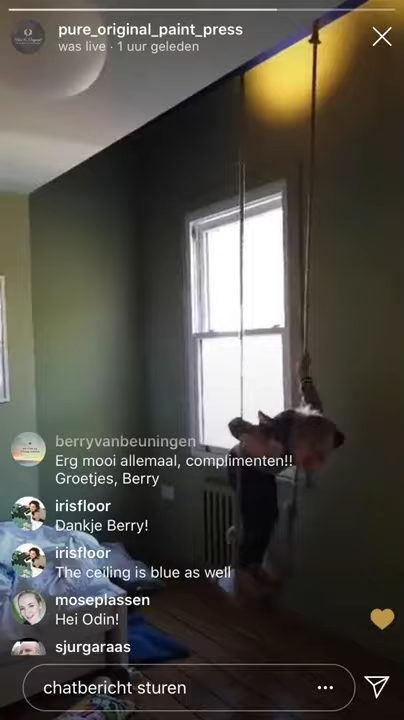 pure_original_paint_press
was live · 1 uur geleden
berryvanbeuningen
Erg mooi allemaal, complimenten!!
Groetjes, Berry
irisfloor
Dankje Berry!
irisfloor
The ceiling is blue as well
moseplassen
Hei Odin!
sjurgaraas
chatbericht sturen